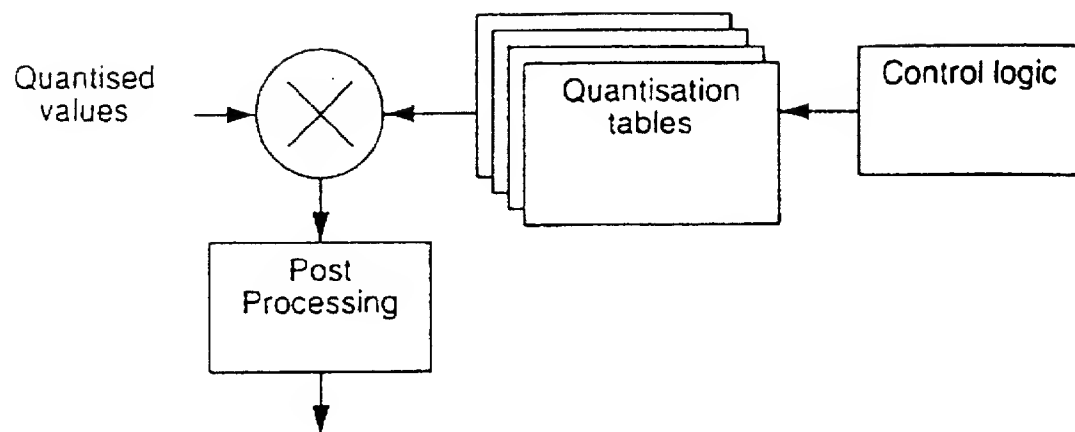 Quantised
values
Quantisation
tables
Control logic
Post
Processing